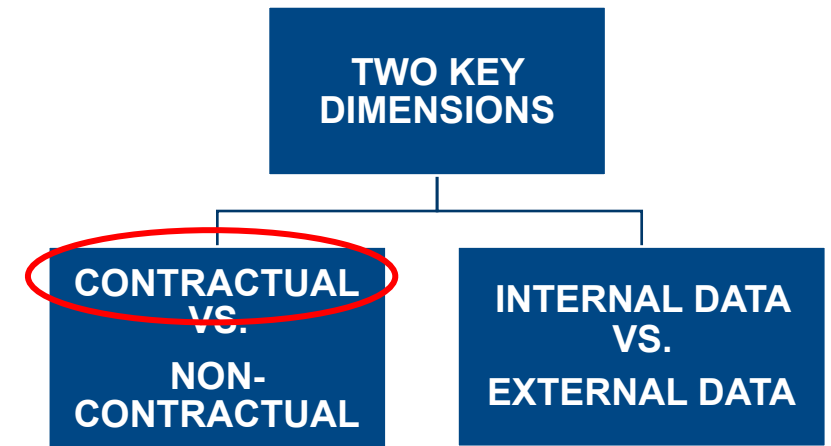 TWO KEY
DIMENSIONS
CONTRACTUAL
VS.
NON-
CONTRACTUAL
INTERNAL DATA
VS.
EXTERNAL DATA